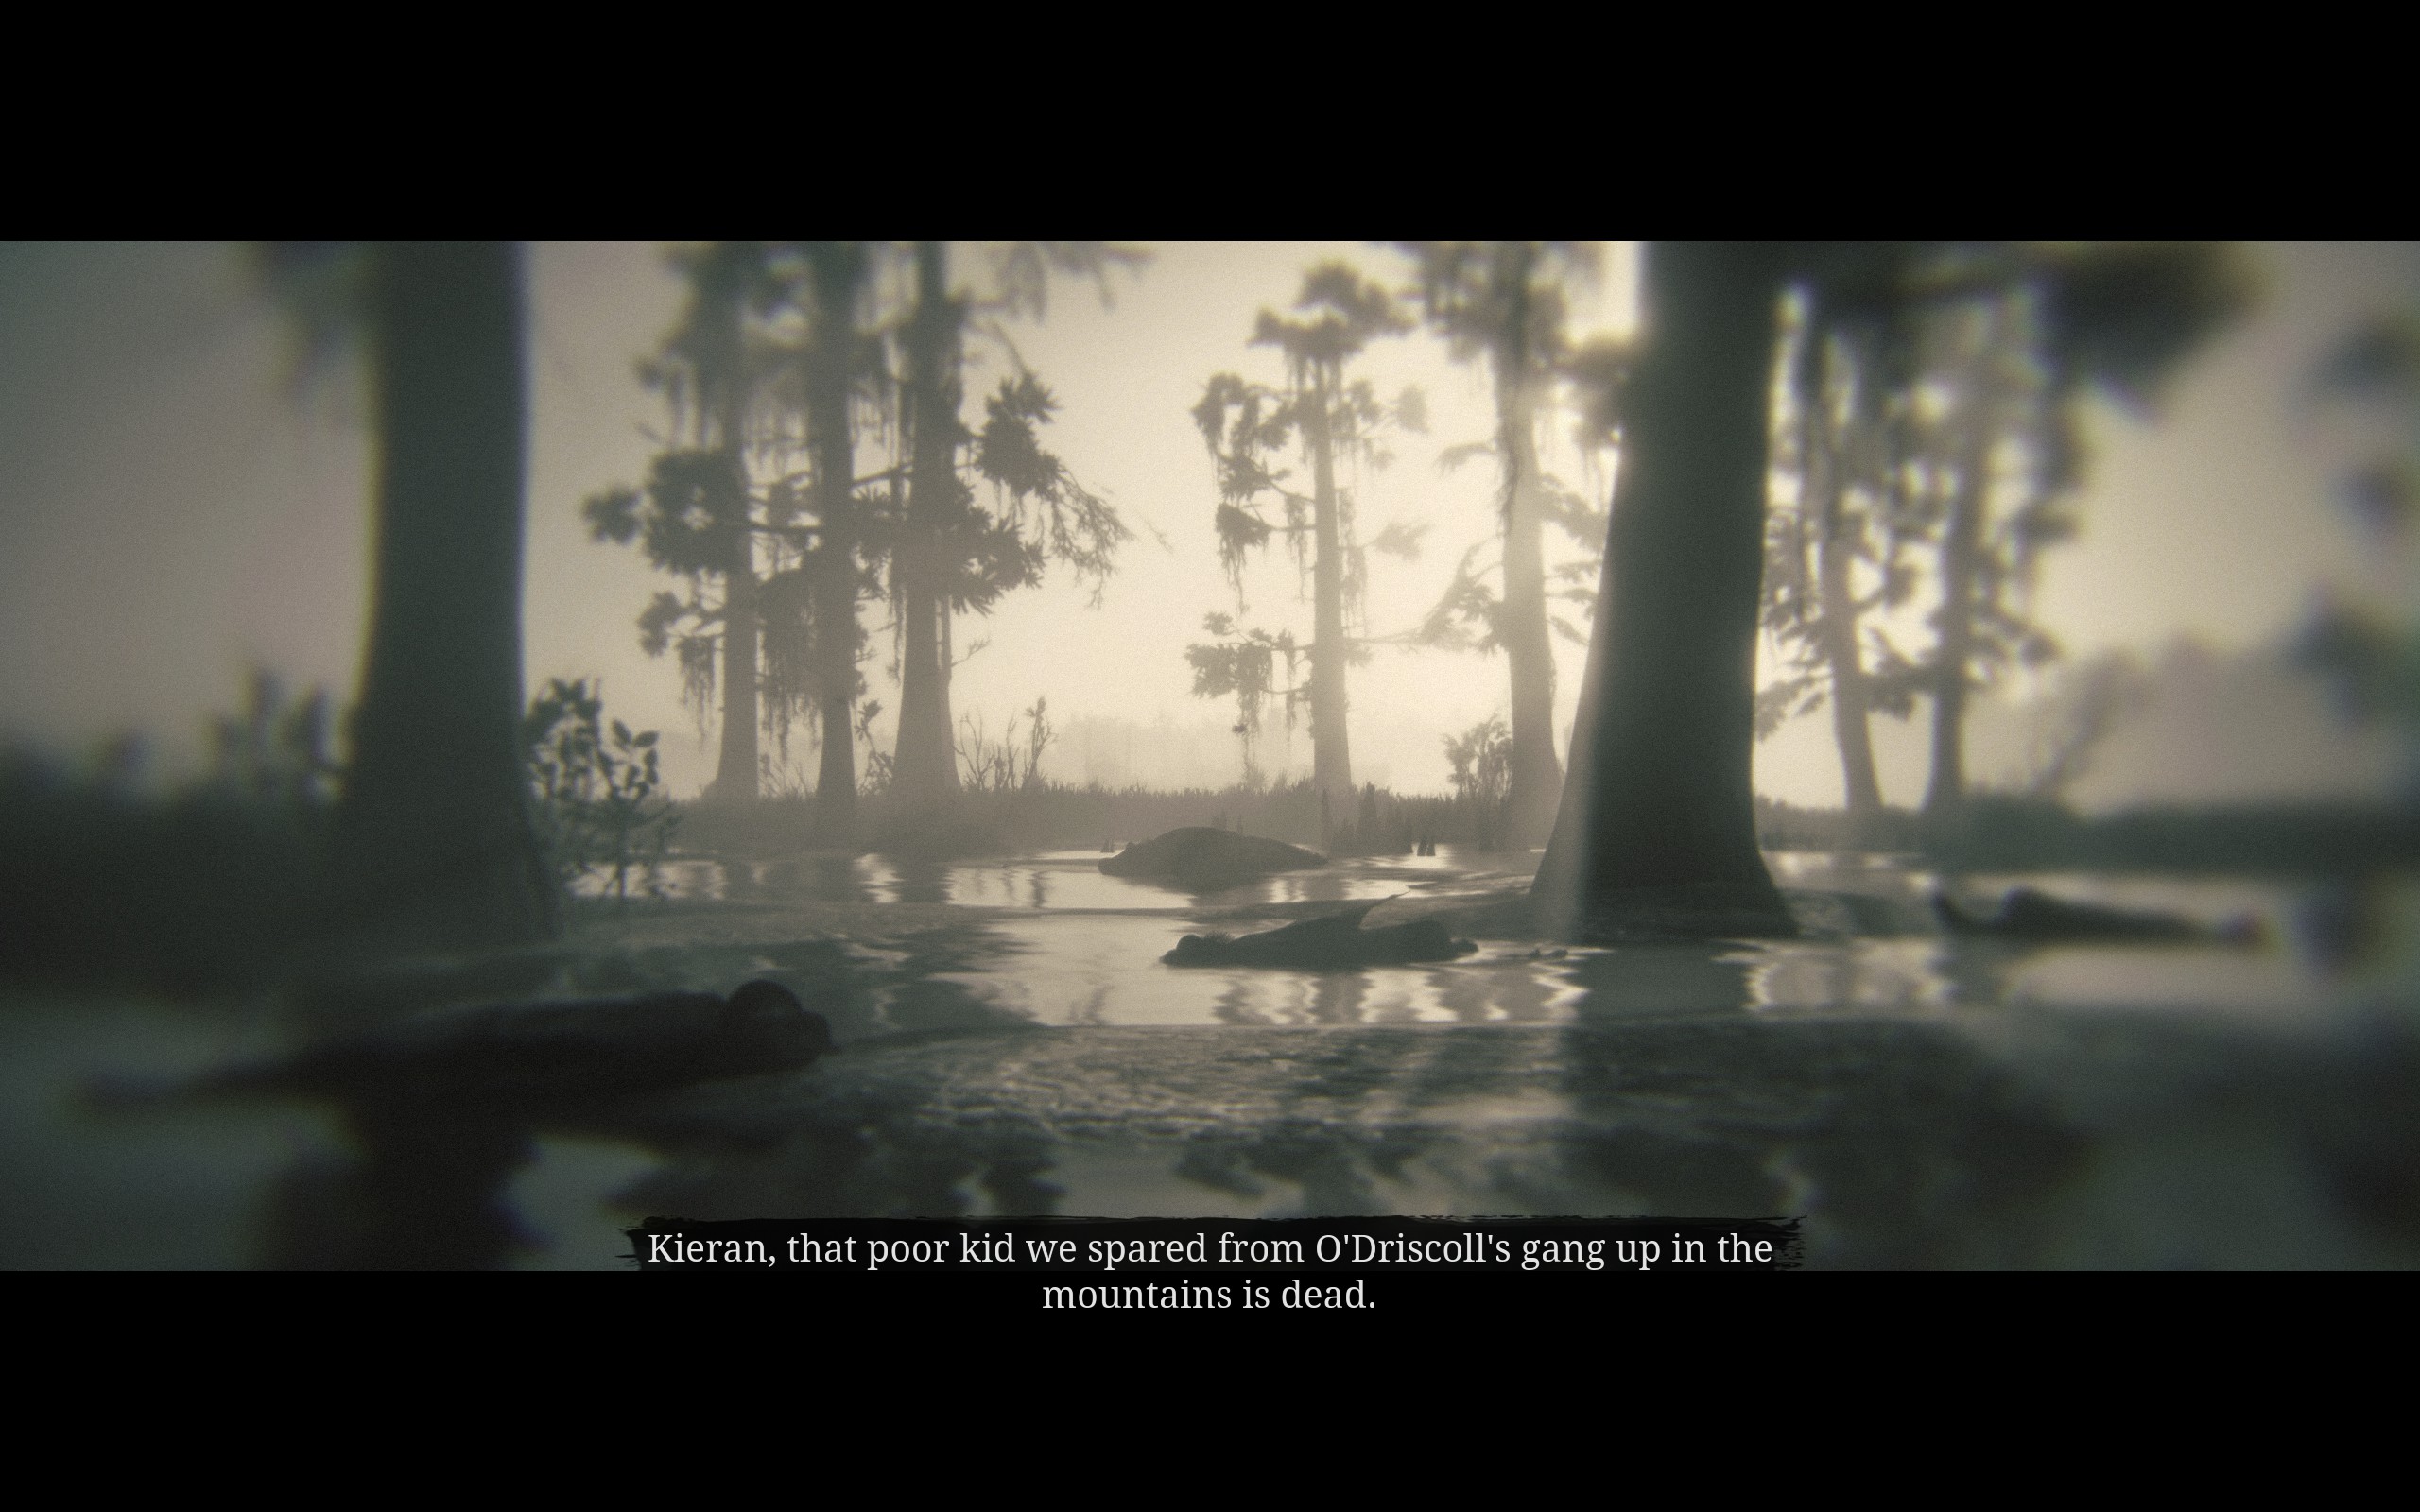 Kieran, that poor kid we spared from O'Driscoll's gang up in the
mountains is dead.